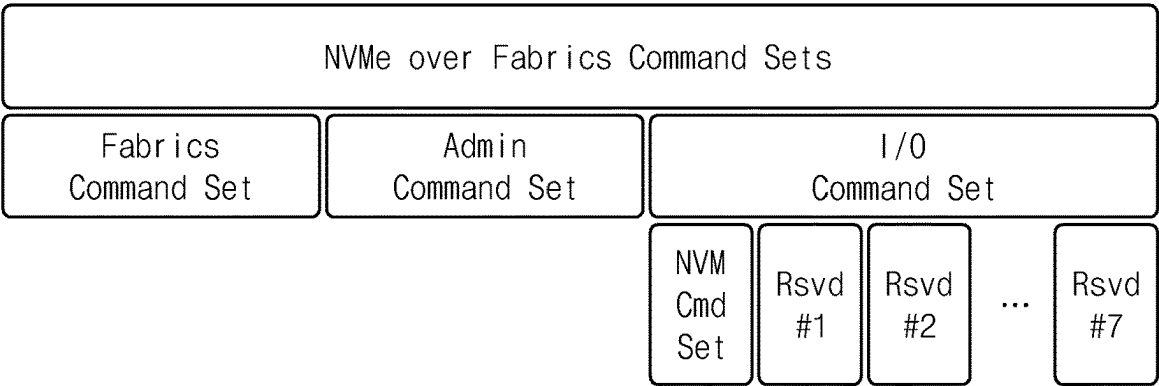 NVMe over Fabrics Command Sets
Fabrics
Command Set
Admin
Command Set
I/O
Command Set
NVM
Cmd
Set
Rsvd
#1
Rsvd
#2
...
Rsvd
#7